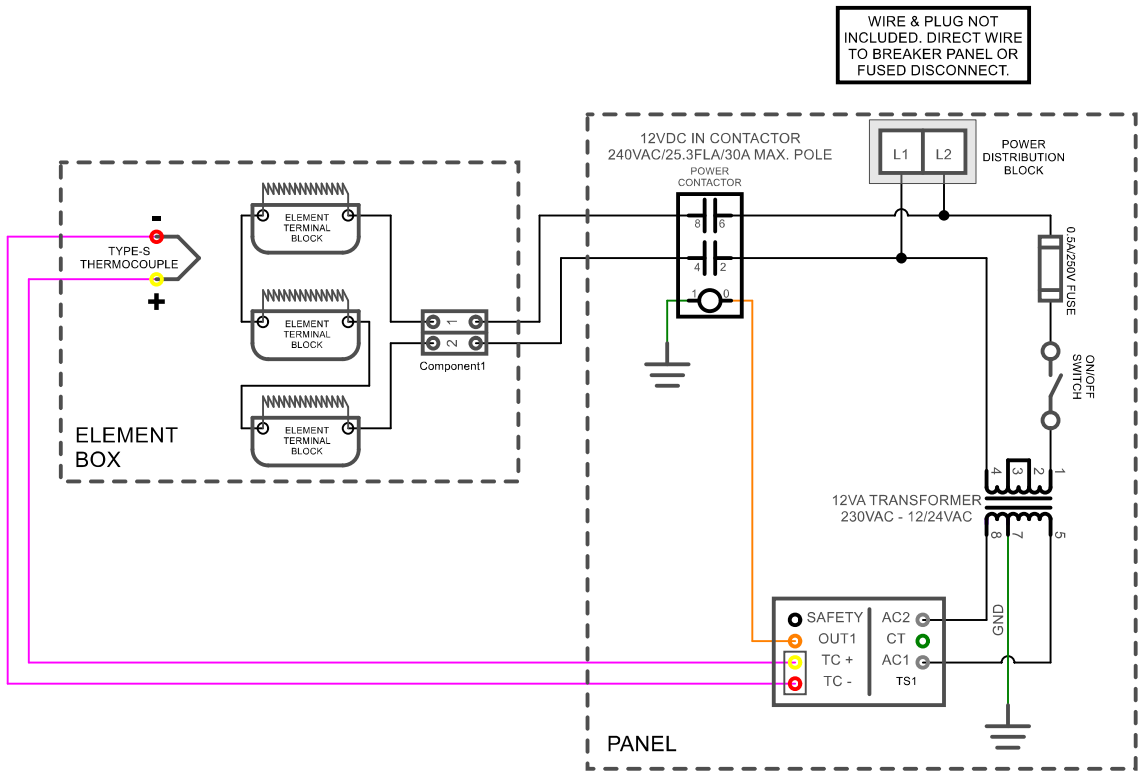 WIRE & PLUG NOT
INCLUDED. DIRECT WIRE
TO BREAKER PANEL OR
FUSED DISCONNECT.
12VDC IN CONTACTOR
240VAC/25.3FLA/30A MAX. POLE
POWER
CONTACTOR
L1 L2
POWER
DISTRIBUTION
BLOCK
8 6
4 2
1 0
0.5A/250V FUSE
ON/OFF
SWITCH
ELEMENT
TERMINAL
BLOCK
-
TYPE-S
THERMOCOUPLE
+
ELEMENT
TERMINAL
BLOCK
1
2
Component1
ELEMENT
TERMINAL
BLOCK
ELEMENT
BOX
4 3 2 1
12VA TRANSFORMER
230VAC - 12/24VAC
8 7 5
GND
SAFETY AC2
OUT1 CT
TC + AC1
TC - TS1
PANEL